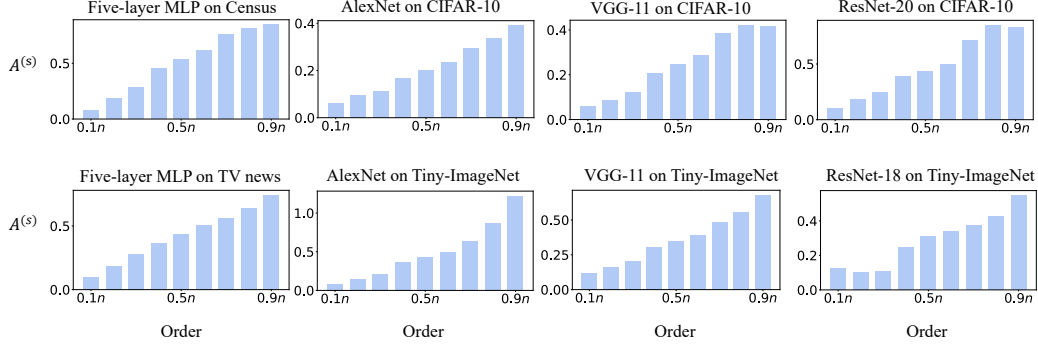 Five-layer MLP on Census
AlexNet on CIFAR-10
VGG-11 on CIFAR-10
ResNet-20 on CIFAR-10
A^(s)
0.5
0.0
0.1n 0.5n 0.9n
0.4
0.2
0.0
0.1n 0.5n 0.9n
0.4
0.2
0.0
0.1n 0.5n 0.9n
0.5
0.0
0.1n 0.5n 0.9n
Five-layer MLP on TV news
AlexNet on Tiny-ImageNet
VGG-11 on Tiny-ImageNet
ResNet-18 on Tiny-ImageNet
A^(s)
0.5
0.0
0.1n 0.5n 0.9n
1.0
0.5
0.0
0.1n 0.5n 0.9n
0.50
0.25
0.00
0.1n 0.5n 0.9n
0.4
0.2
0.0
0.1n 0.5n 0.9n
Order
Order
Order
Order